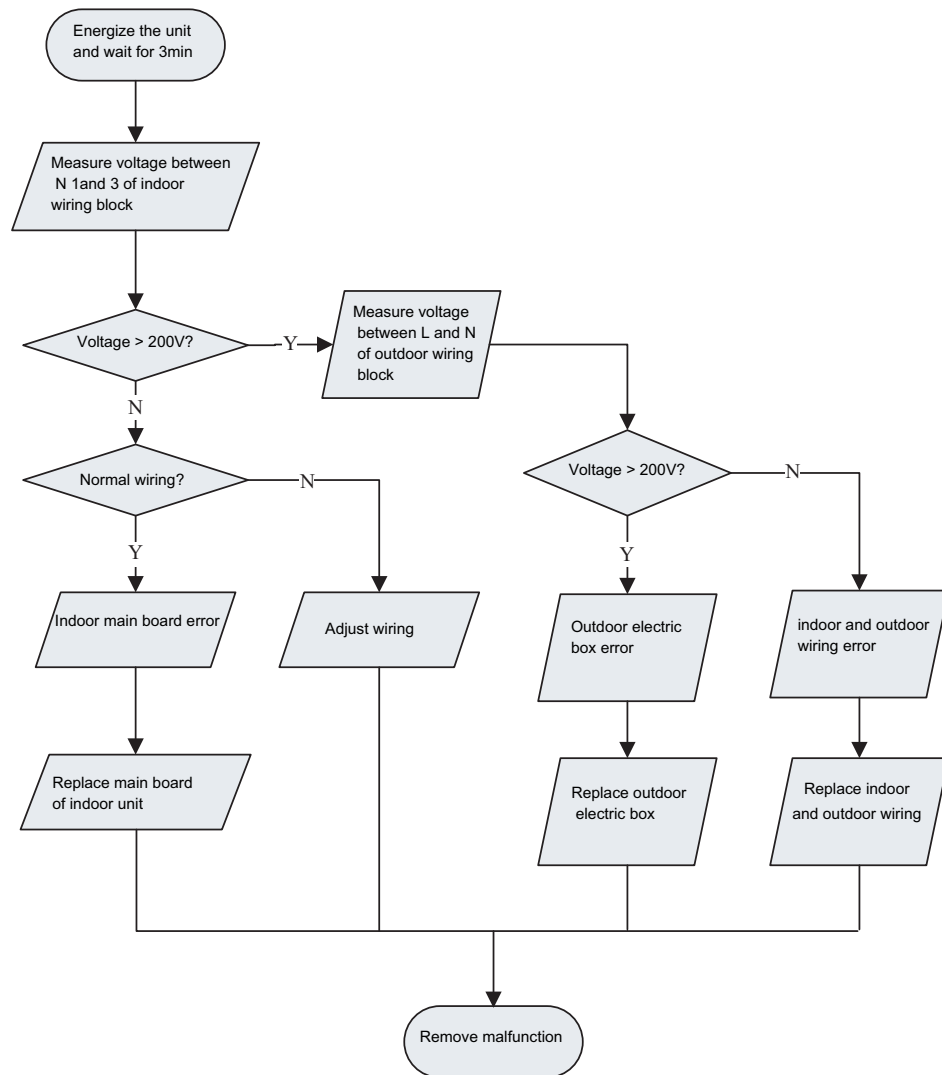 Energize the unit
and wait for 3min
Measure voltage between
N 1and 3 of indoor
wiring block
Voltage > 200V?
Y
Measure voltage
between L and N
of outdoor wiring
block
N
Normal wiring?
N
Voltage > 200V?
N
Y
Y
Indoor main board error
Adjust wiring
Outdoor electric
box error
indoor and outdoor
wiring error
Replace main board
of indoor unit
Replace outdoor
electric box
Replace indoor
and outdoor wiring
Remove malfunction